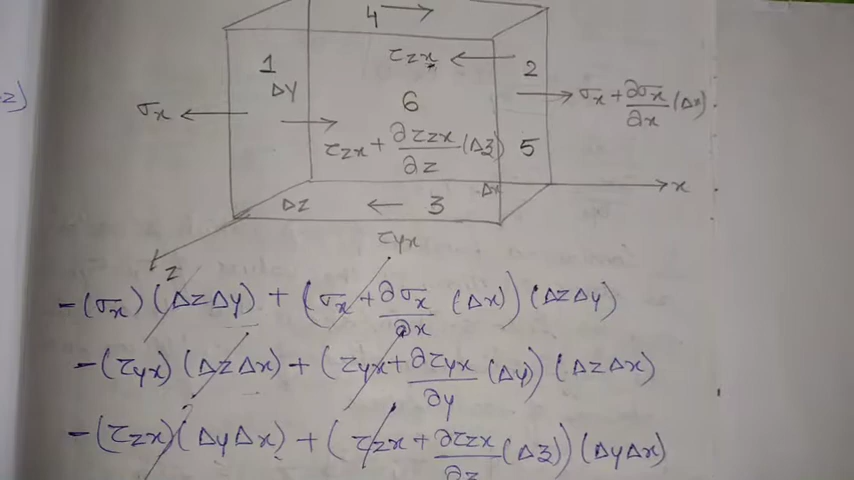 4
τzx
1
2
Δy
6
σx
σx + ∂σx/∂x (Δx)
τzx + ∂τzx/∂z (Δz)
5
Δx
x
Δz
3
z
τyx
-(σx)(ΔzΔy) + (σx + ∂σx/∂x (Δx))(ΔzΔy)
-(τyx)(ΔzΔx) + (τyx + ∂τyx/∂y (Δy))(ΔzΔx)
-(τzx)(ΔyΔx) + (τzx + ∂τzx/∂z (Δz))(ΔyΔx)